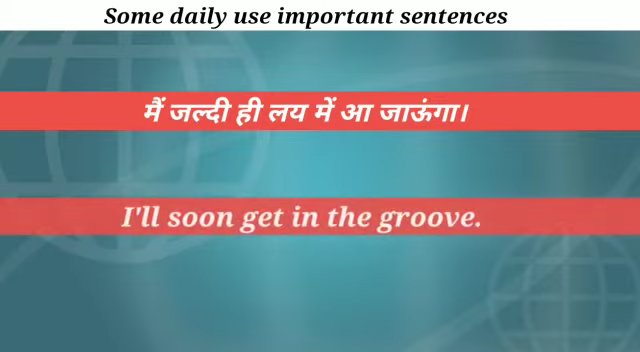 Some daily use important sentences
मैं जल्दी ही लय में आ जाऊंगा।
I'll soon get in the groove.